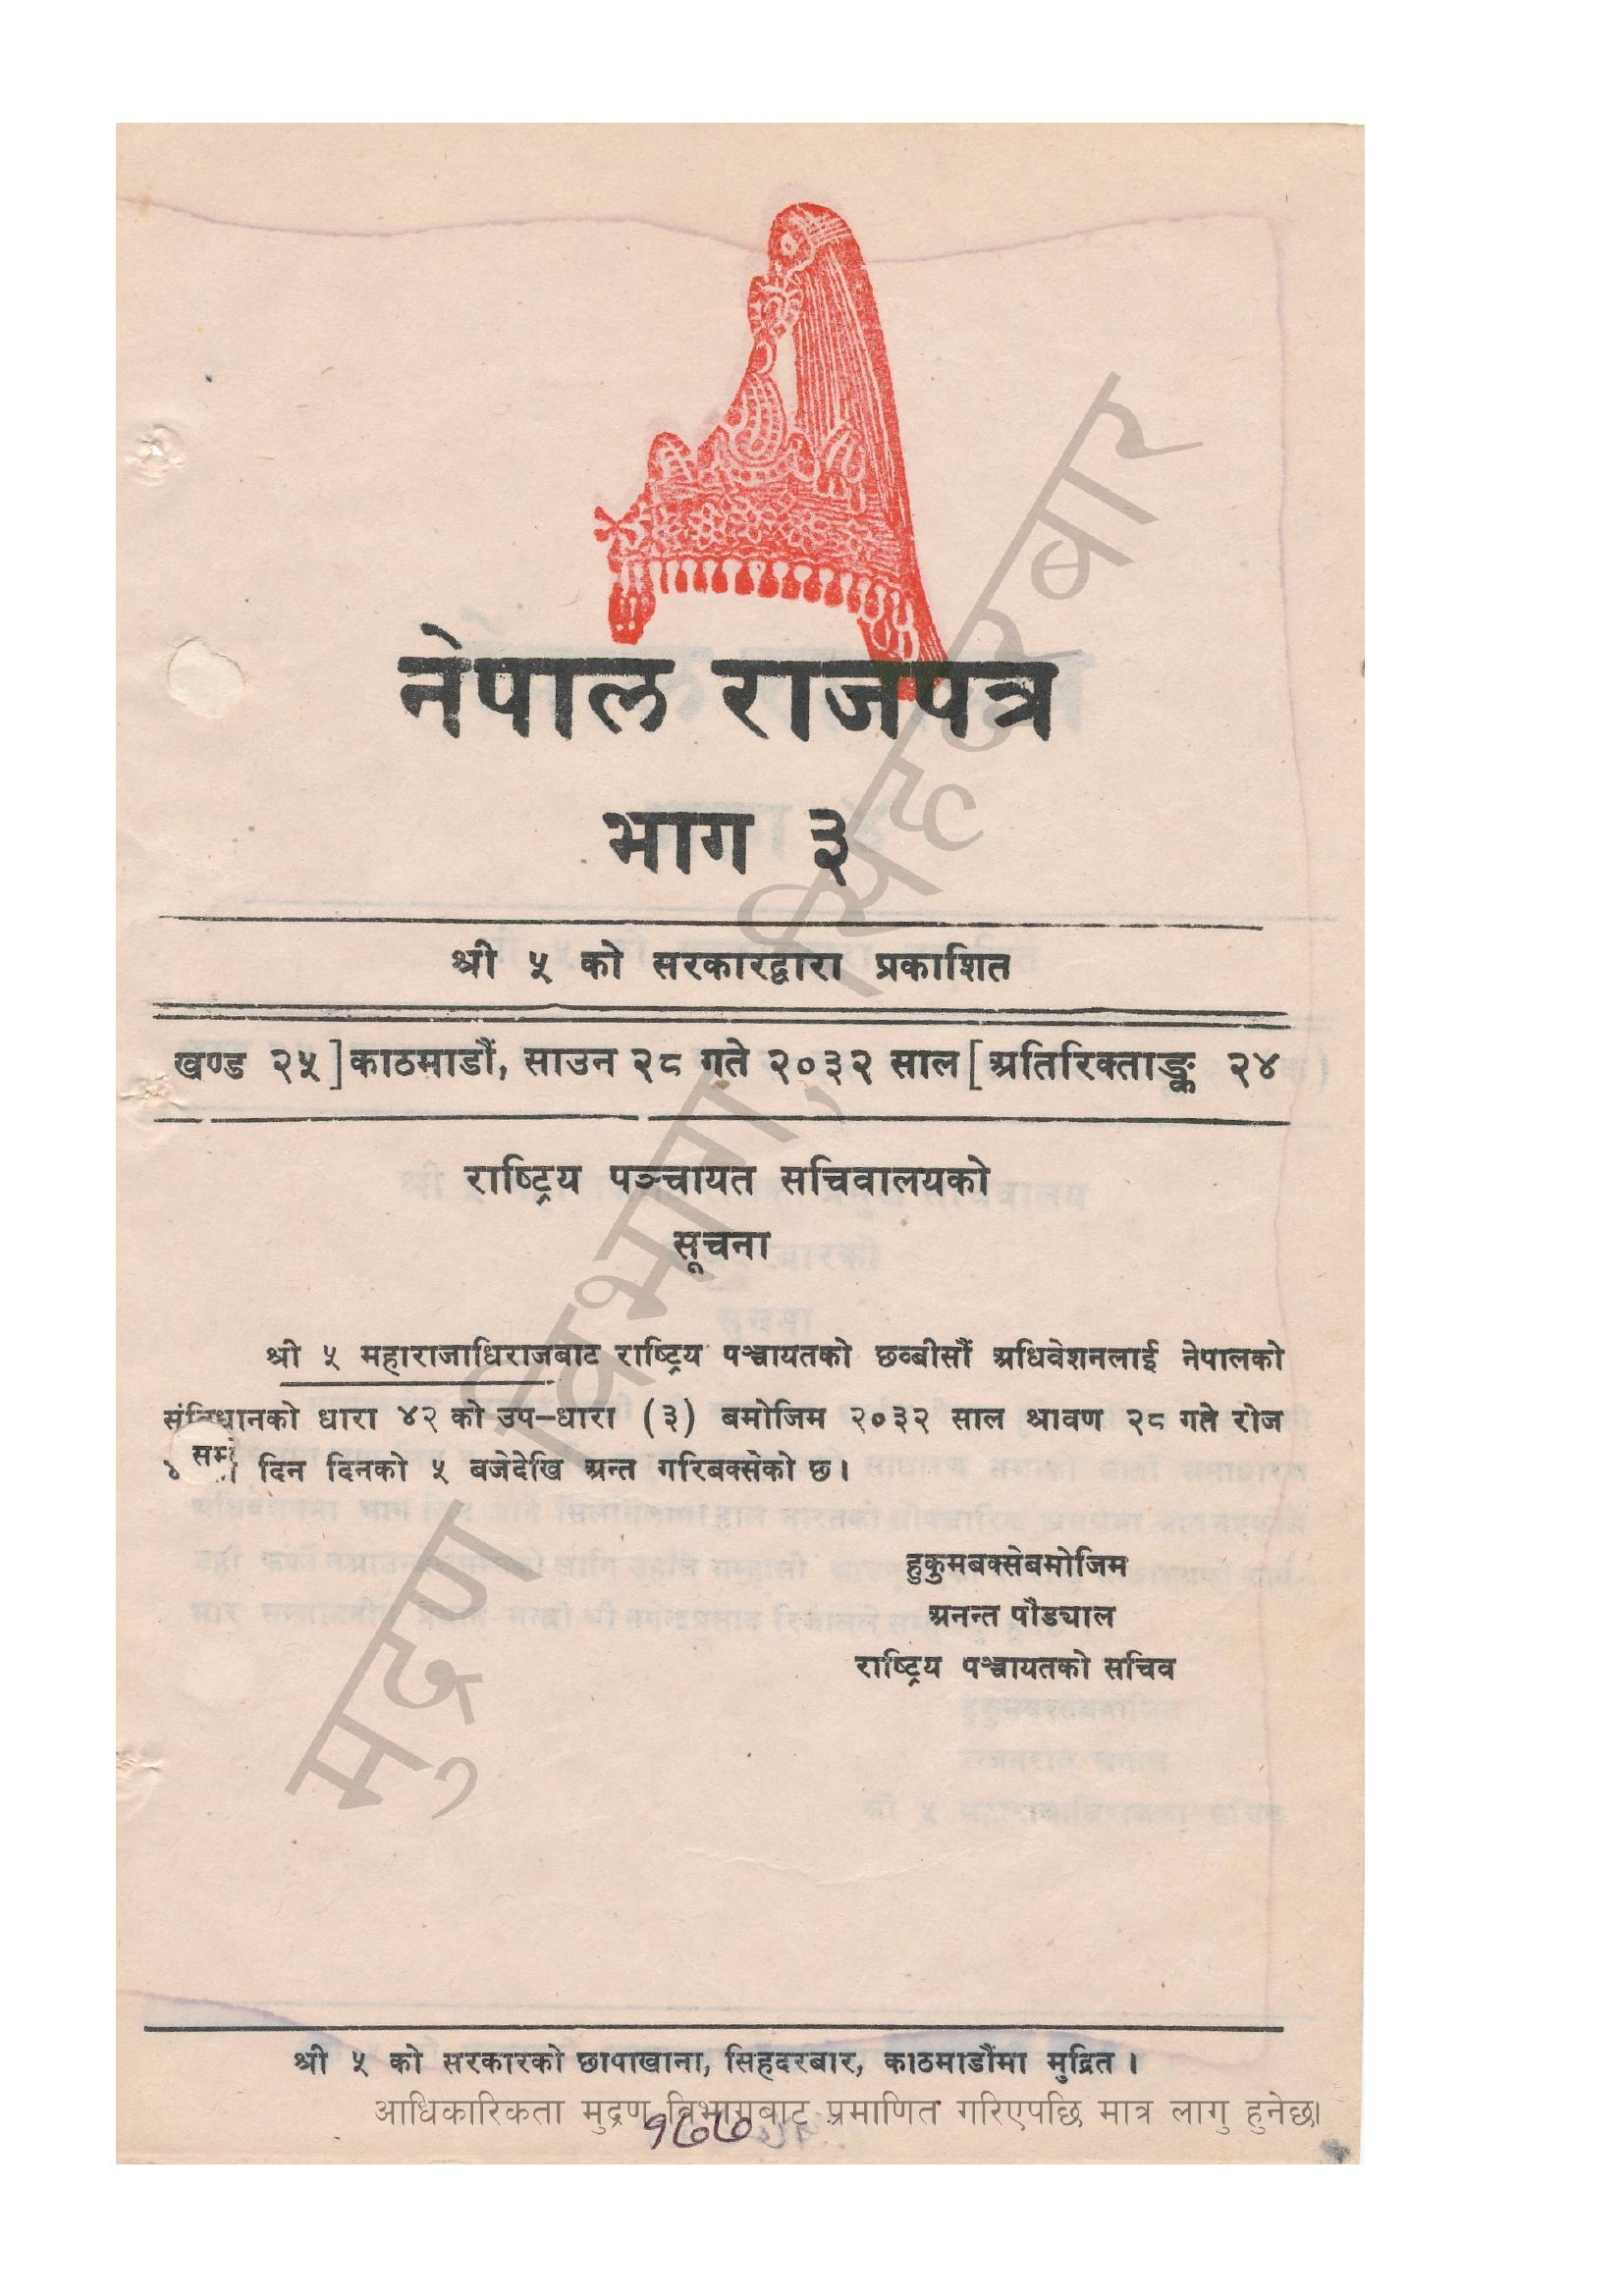 नेपाल राजपत्र
भाग ३
श्री ५ को सरकारद्वारा प्रकाशित
खण्ड २५] काठमाडौं, साउन २८ गते २०३२ साल [अतिरिक्ताङ्क २४
राष्ट्रिय पञ्चायत सचिवालयको
सूचना
श्री ५ महाराजाधिराजबाट राष्ट्रिय पञ्चायतको छब्बीसौं अधिवेशनलाई नेपालको
संविधानको धारा ४२ को उप-धारा (३) बमोजिम २०३२ साल श्रावण २८ गते रोज
दिन दिनको ५ बजेदेखि अन्त गरिबक्सेको छ।
हुकुमबक्सेबमोजिम
अनन्त पौड्याल
राष्ट्रिय पञ्चायतको सचिव
श्री ५ को सरकारको छापाखाना, सिंहदरबार, काठमाडौंमा मुद्रित।
आधिकारिकता मुद्रण विभागबाट प्रमाणित गरिएपछि मात्र लागु हुनेछ।
१७७
मुद्रण विभाग, सिंहदरबार